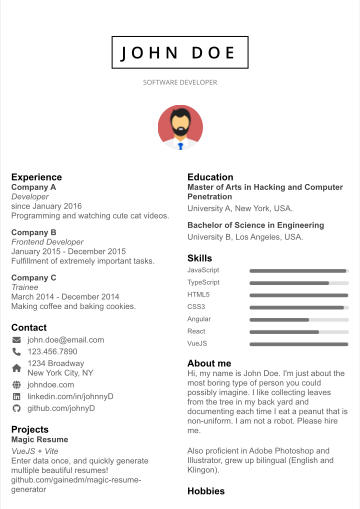 JOHN DOE
SOFTWARE DEVELOPER
Experience
Company A
Developer
since January 2016
Programming and watching cute cat videos.
Company B
Frontend Developer
January 2015 - December 2015
Fulfillment of extremely important tasks.
Company C
Trainee
March 2014 - December 2014
Making coffee and baking cookies.
Contact
john.doe@email.com
123.456.7890
1234 Broadway
New York City, NY
johndoe.com
linkedin.com/in/johnnyD
github.com/johnyD
Projects
Magic Resume
VueJS + Vite
Enter data once, and quickly generate
multiple beautiful resumes!
github.com/gainedm/magic-resume-
generator
Education
Master of Arts in Hacking and Computer
Penetration
University A, New York, USA.
Bachelor of Science in Engineering
University B, Los Angeles, USA.
Skills
JavaScript
TypeScript
HTML5
CSS3
Angular
React
VueJS
About me
Hi, my name is John Doe. I'm just about the
most boring type of person you could
possibly imagine. I like collecting leaves
from the tree in my back yard and
documenting each time I eat a peanut that is
non-uniform. I am not a robot. Please hire
me.
Also proficient in Adobe Photoshop and
Illustrator, grew up bilingual (English and
Klingon).
Hobbies